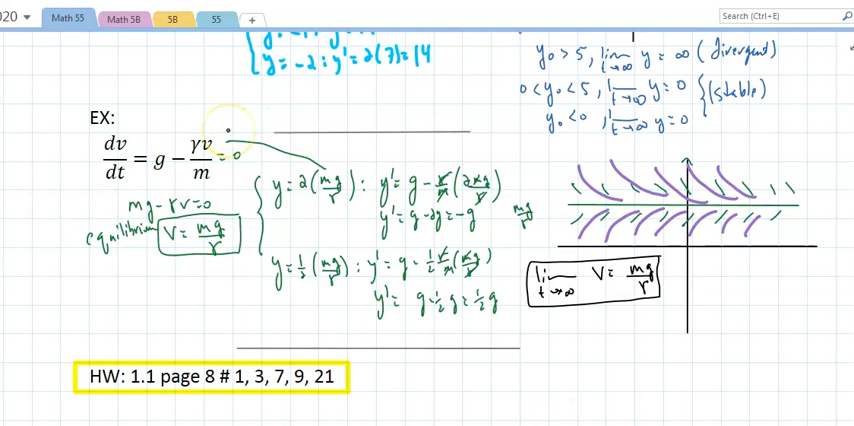 2020
Math 55
Math 5B
5B
55
+
Search (Ctrl+E)
y = -2 : y' = 2(7) = 14
y₀ > 5, lim t→∞ y = ∞ (divergent)
0 < y₀ < 5, lim t→∞ y = 0
(stable)
y₀ < 0, lim t→∞ y = 0
EX:
dv/dt = g − γv/m = 0
mg − γv = 0
equilibrium V = mg/γ
y = 2(mg/γ) : y' = g − γ/m (2mg/γ)
y' = g − 2g = −g
mg/γ
y = 1/2 (mg/γ) : y' = g − 1/2 γ/m (mg/γ)
y' = g − 1/2 g = 1/2 g
lim t→∞ V = mg/γ
HW: 1.1 page 8 # 1, 3, 7, 9, 21